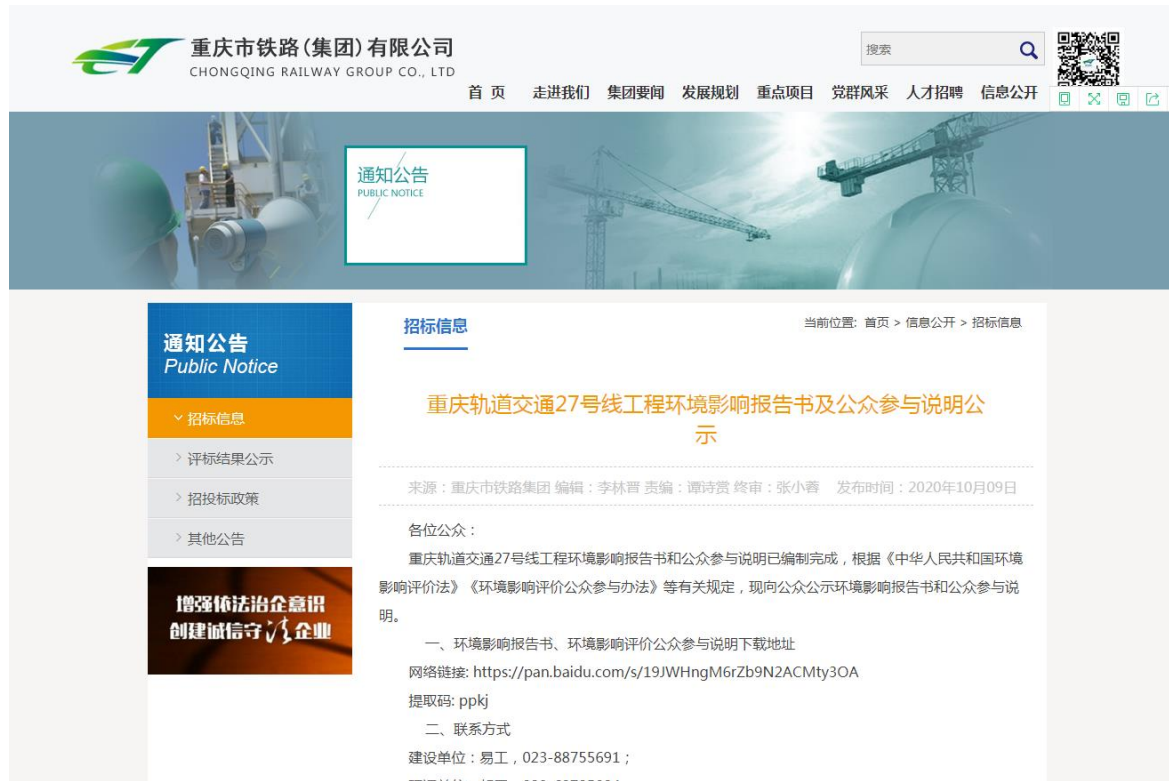 重庆市铁路(集团)有限公司
CHONGQING RAILWAY GROUP CO., LTD
搜索
首 页 走进我们 集团要闻 发展规划 重点项目 党群风采 人才招聘 信息公开
通知公告
PUBLIC NOTICE
通知公告
Public Notice
招标信息
评标结果公示
招投标政策
其他公告
增强依法治企意识
创建诚信守法企业
招标信息
当前位置: 首页 > 信息公开 > 招标信息
重庆轨道交通27号线工程环境影响报告书及公众参与说明公
示
来源:重庆市铁路集团 编辑:李林晋 责编:谭诗赏 终审:张小蓉 发布时间:2020年10月09日
各位公众:
重庆轨道交通27号线工程环境影响报告书和公众参与说明已编制完成,根据《中华人民共和国环境
影响评价法》《环境影响评价公众参与办法》等有关规定,现向公众公示环境影响报告书和公众参与说
明。
一、环境影响报告书、环境影响评价公众参与说明下载地址
网络链接: https://pan.baidu.com/s/19JWHngM6rZb9N2ACMty3OA
提取码: ppkj
二、联系方式
建设单位:易工,023-88755691;